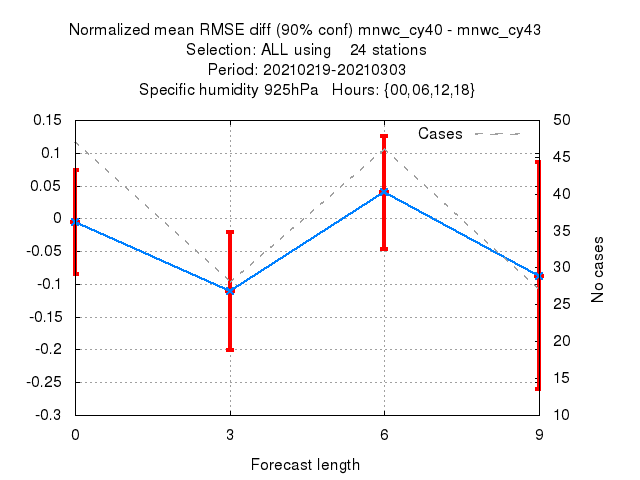 Normalized mean RMSE diff (90% conf) mnwc_cy40 - mnwc_cy43
Selection: ALL using    24 stations
Period: 20210219-20210303
Specific humidity 925hPa   Hours: {00,06,12,18}
Cases
0.15
0.1
0.05
0
-0.05
-0.1
-0.15
-0.2
-0.25
-0.3
50
45
40
35
30
25
20
15
10
No cases
0 3 6 9
Forecast length